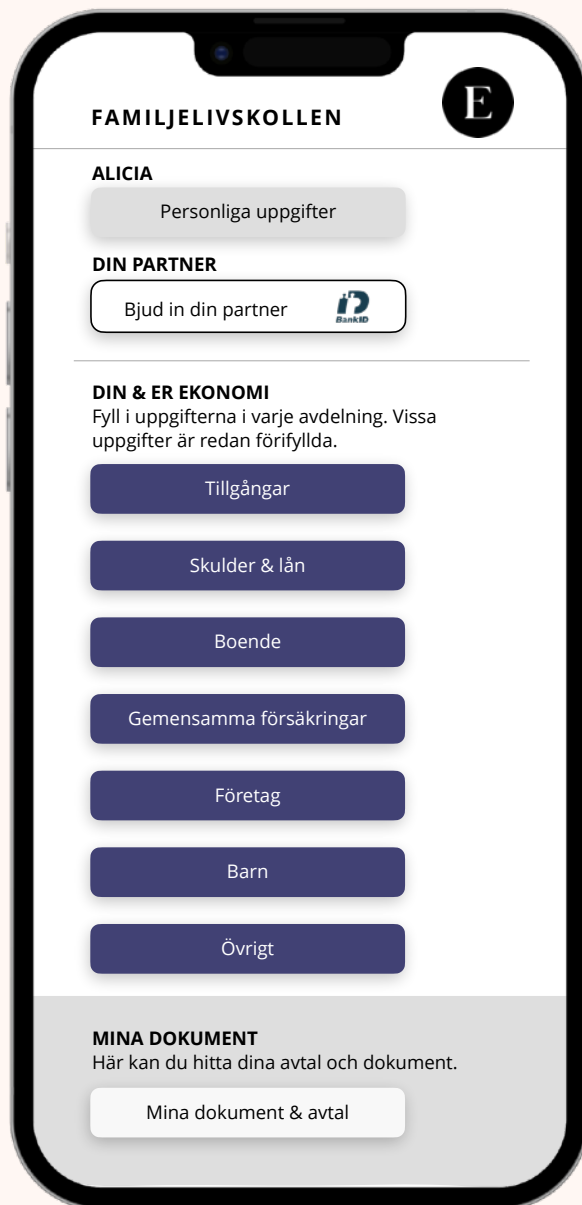 FAMILJELIVSKOLLEN
E
ALICIA
Personliga uppgifter
DIN PARTNER
Bjud in din partner
BankID
DIN & ER EKONOMI
Fyll i uppgifterna i varje avdelning. Vissa
uppgifter är redan förifyllda.
Tillgångar
Skulder & lån
Boende
Gemensamma försäkringar
Företag
Barn
Övrigt
MINA DOKUMENT
Här kan du hitta dina avtal och dokument.
Mina dokument & avtal